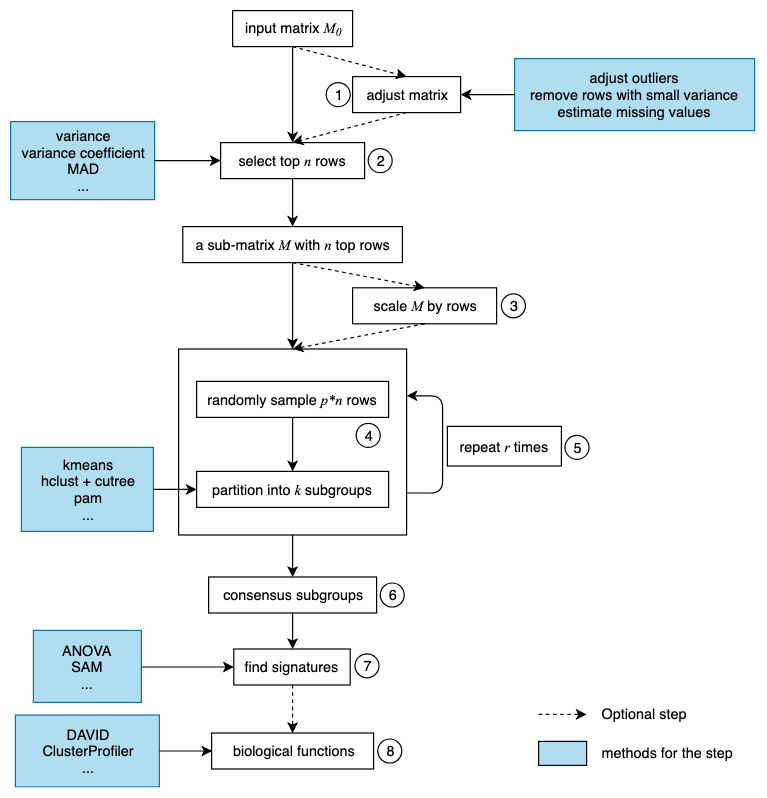 input matrix M0
1
adjust matrix
adjust outliers
remove rows with small variance
estimate missing values
variance
variance coefficient
MAD
...
select top n rows
2
a sub-matrix M with n top rows
scale M by rows
3
randomly sample p*n rows
4
repeat r times
5
kmeans
hclust + cutree
pam
...
partition into k subgroups
consensus subgroups
6
ANOVA
SAM
...
find signatures
7
DAVID
ClusterProfiler
...
biological functions
8
Optional step
methods for the step